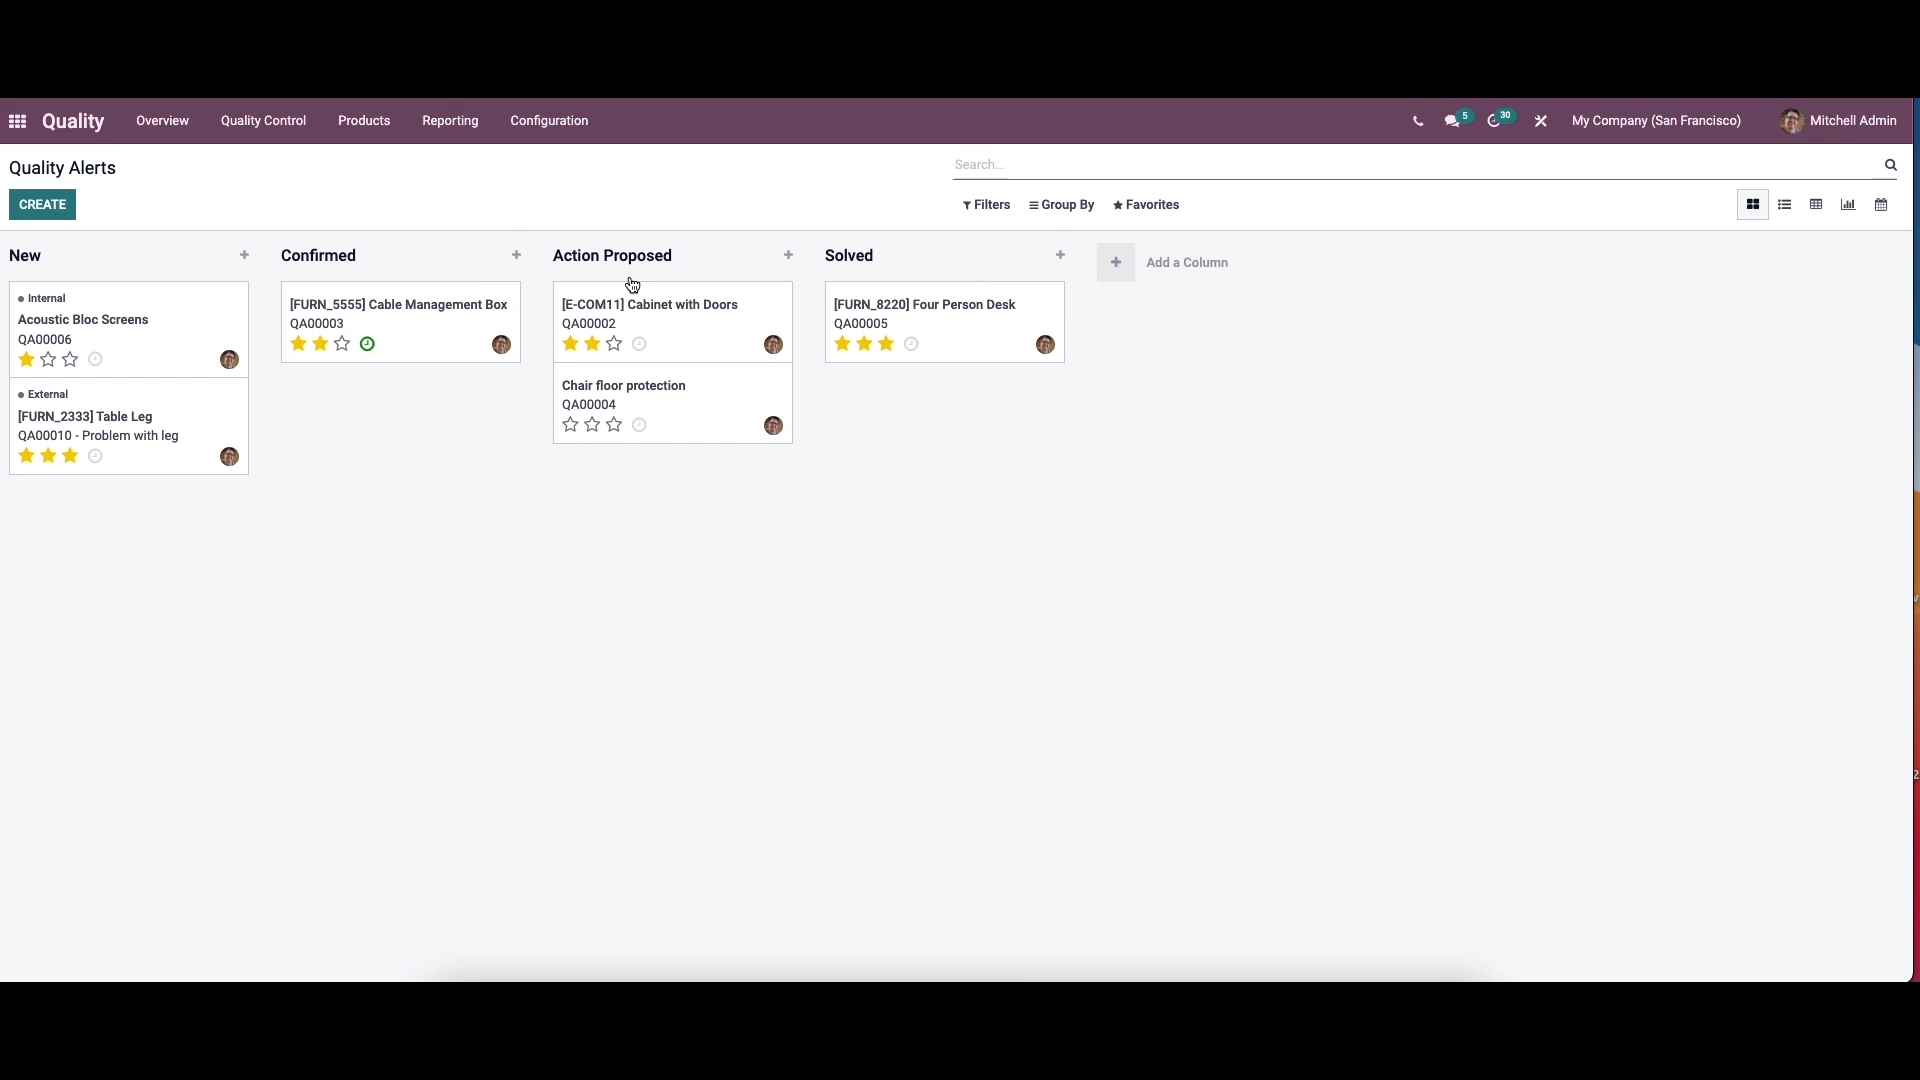 Quality
Overview
Quality Control
Products
Reporting
Configuration
5
30
My Company (San Francisco)
Mitchell Admin
Quality Alerts
Search...
CREATE
Filters
Group By
Favorites
New
Internal
Acoustic Bloc Screens
QA00006
External
[FURN_2333] Table Leg
QA00010 - Problem with leg
Confirmed
[FURN_5555] Cable Management Box
QA00003
Action Proposed
[E-COM11] Cabinet with Doors
QA00002
Chair floor protection
QA00004
Solved
[FURN_8220] Four Person Desk
QA00005
Add a Column